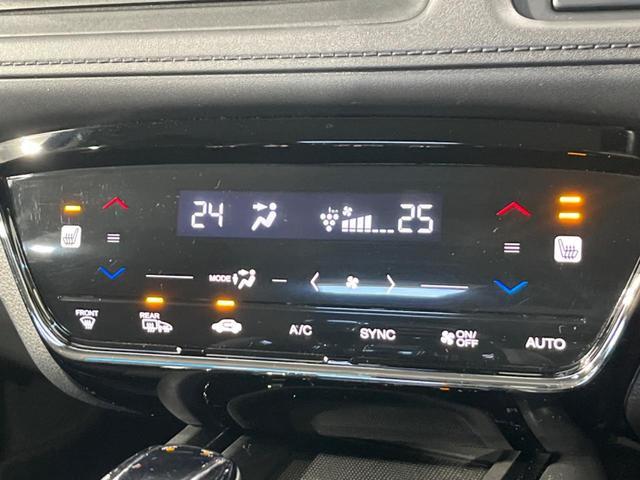 24 25
MODE
FRONT REAR A/C SYNC ON/OFF AUTO